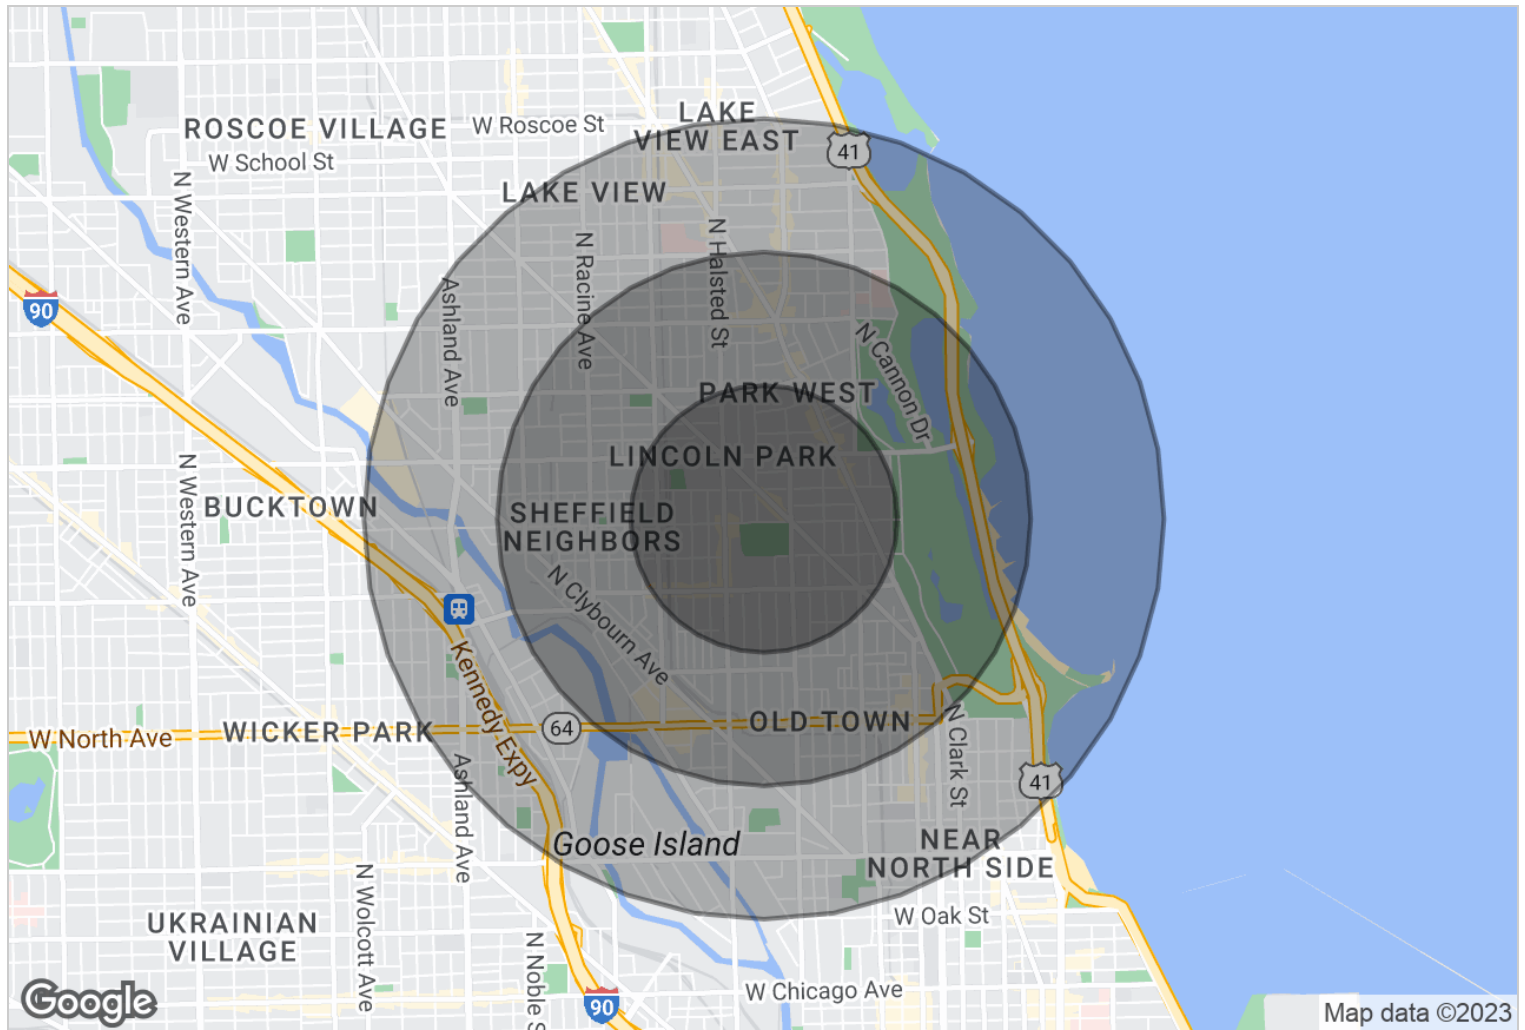 LAKE
VIEW EAST
ROSCOE VILLAGE
W Roscoe St
W School St
41
LAKE VIEW
N Western Ave
N Racine Ave
N Halsted St
90
Ashland Ave
N Cannon Dr
PARK WEST
LINCOLN PARK
N Western Ave
BUCKTOWN
SHEFFIELD
NEIGHBORS
N Clybourn Ave
Kennedy Expy
W North Ave
WICKER PARK
64
OLD TOWN
N Clark St
41
Ashland Ave
Goose Island
NEAR
NORTH SIDE
N Wolcott Ave
UKRAINIAN
VILLAGE
W Oak St
N Noble S
W Chicago Ave
90
Google
Map data ©2023